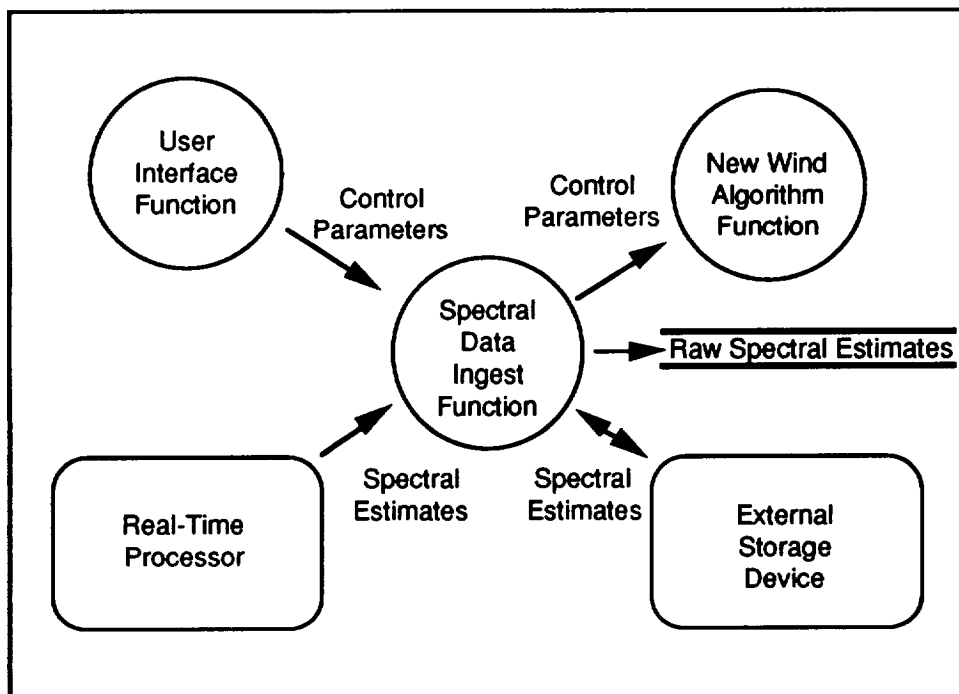 User
Interface
Function
Control
Parameters
Control
Parameters
New Wind
Algorithm
Function
Spectral
Data
Ingest
Function
Raw Spectral Estimates
Real-Time
Processor
Spectral
Estimates
Spectral
Estimates
External
Storage
Device